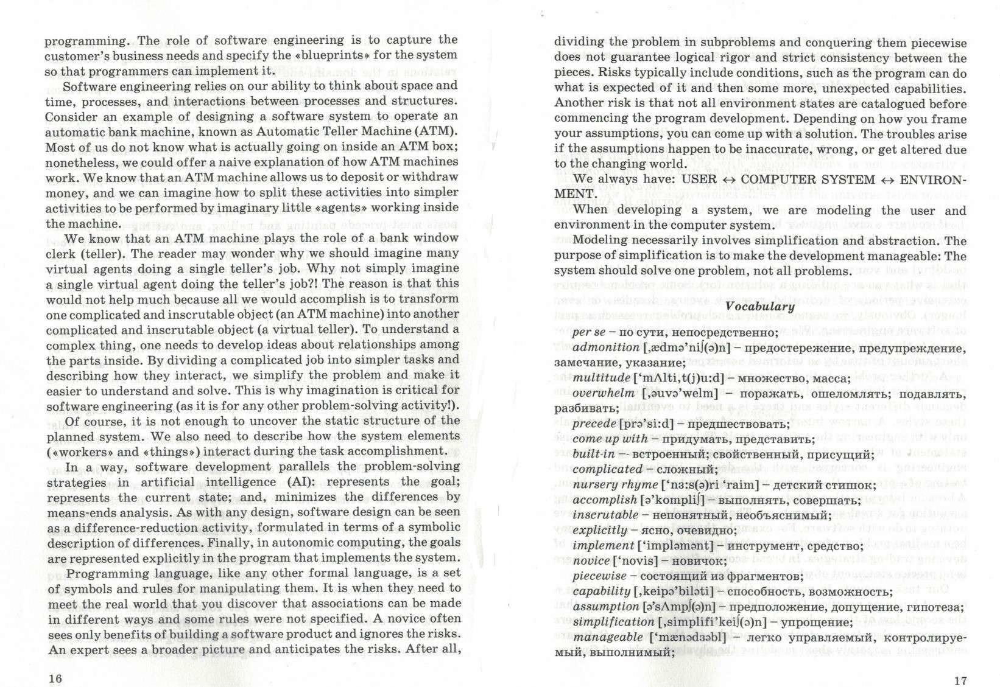 programming. The role of software engineering is to capture the
customer's business needs and specify the «blueprints» for the system
so that programmers can implement it.
Software engineering relies on our ability to think about space and
time, processes, and interactions between processes and structures.
Consider an example of designing a software system to operate an
automatic bank machine, known as Automatic Teller Machine (ATM).
Most of us do not know what is actually going on inside an ATM box;
nonetheless, we could offer a naive explanation of how ATM machines
work. We know that an ATM machine allows us to deposit or withdraw
money, and we can imagine how to split these activities into simpler
activities to be performed by imaginary little «agents» working inside
the machine.
We know that an ATM machine plays the role of a bank window
clerk (teller). The reader may wonder why we should imagine many
virtual agents doing a single teller's job. Why not simply imagine
a single virtual agent doing the teller's job?! The reason is that this
would not help much because all we would accomplish is to transform
one complicated and inscrutable object (an ATM machine) into another
complicated and inscrutable object (a virtual teller). To understand a
complex thing, one needs to develop ideas about relationships among
the parts inside. By dividing a complicated job into simpler tasks and
describing how they interact, we simplify the problem and make it
easier to understand and solve. This is why imagination is critical for
software engineering (as it is for any other problem-solving activity!).
Of course, it is not enough to uncover the static structure of the
planned system. We also need to describe how the system elements
(«workers» and «things») interact during the task accomplishment.
In a way, software development parallels the problem-solving
strategies in artificial intelligence (AI): represents the goal;
represents the current state; and, minimizes the differences by
means-ends analysis. As with any design, software design can be seen
as a difference-reduction activity, formulated in terms of a symbolic
description of differences. Finally, in autonomic computing, the goals
are represented explicitly in the program that implements the system.
Programming language, like any other formal language, is a set
of symbols and rules for manipulating them. It is when they need to
meet the real world that you discover that associations can be made
in different ways and some rules were not specified. A novice often
sees only benefits of building a software product and ignores the risks.
An expert sees a broader picture and anticipates the risks. After all,
16
dividing the problem in subproblems and conquering them piecewise
does not guarantee logical rigor and strict consistency between the
pieces. Risks typically include conditions, such as the program can do
what is expected of it and then some more, unexpected capabilities.
Another risk is that not all environment states are catalogued before
commencing the program development. Depending on how you frame
your assumptions, you can come up with a solution. The troubles arise
if the assumptions happen to be inaccurate, wrong, or get altered due
to the changing world.
We always have: USER ↔ COMPUTER SYSTEM ↔ ENVIRON-
MENT.
When developing a system, we are modeling the user and
environment in the computer system.
Modeling necessarily involves simplification and abstraction. The
purpose of simplification is to make the development manageable: The
system should solve one problem, not all problems.
Vocabulary
per se – по сути, непосредственно;
admonition [,ædmə'niʃ(ə)n] – предостережение, предупреждение,
замечание, указание;
multitude [‘mΛlti,t(j)u:d] – множество, масса;
overwhelm [,əuvə’welm] – поражать, ошеломлять; подавлять,
разбивать;
precede [prə’si:d] – предшествовать;
come up with – придумать, представить;
built-in – встроенный; свойственный, присущий;
complicated – сложный;
nursery rhyme [‘nɜ:s(ə)ri ‘raim] – детский стишок;
accomplish [ə’kompliʃ] – выполнять, совершать;
inscrutable – непонятный, необъяснимый;
explicitly – ясно, очевидно;
implement [‘impləmənt] – инструмент, средство;
novice [‘novis] – новичок;
piecewise – состоящий из фрагментов;
capability [,keipə’biləti] – способность, возможность;
assumption [ə’sΛmpʃ(ə)n] – предположение, допущение, гипотеза;
simplification [,simplifi’keiʃ(ə)n] – упрощение;
manageable [‘mænədɜəbl] – легко управляемый, контролируе-
мый, выполнимый;
17